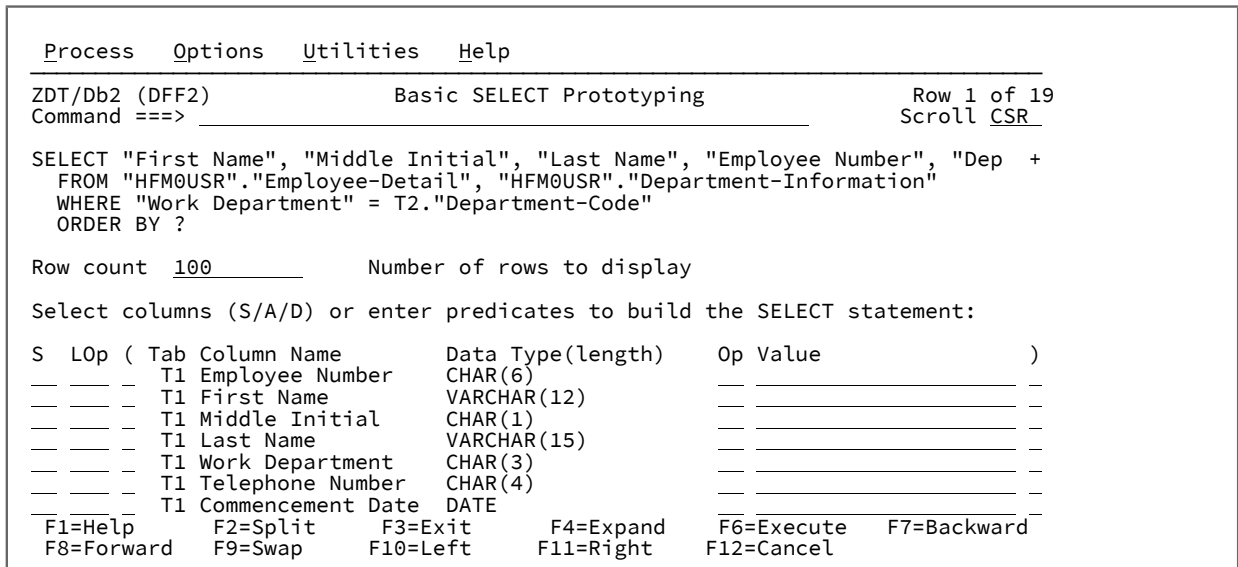 Process   Options   Utilities   Help
ZDT/Db2 (DFF2)              Basic SELECT Prototyping                Row 1 of 19
Command ===>                                                       Scroll CSR
SELECT "First Name", "Middle Initial", "Last Name", "Employee Number", "Dep  +
  FROM "HFM0USR"."Employee-Detail", "HFM0USR"."Department-Information"
  WHERE "Work Department" = T2."Department-Code"
  ORDER BY ?
Row count  100            Number of rows to display
Select columns (S/A/D) or enter predicates to build the SELECT statement:
S  LOp ( Tab Column Name        Data Type(length)    Op Value                )
T1 Employee Number    CHAR(6)
T1 First Name         VARCHAR(12)
T1 Middle Initial     CHAR(1)
T1 Last Name          VARCHAR(15)
T1 Work Department    CHAR(3)
T1 Telephone Number   CHAR(4)
T1 Commencement Date  DATE
F1=Help      F2=Split     F3=Exit      F4=Expand    F6=Execute   F7=Backward
F8=Forward   F9=Swap     F10=Left     F11=Right    F12=Cancel